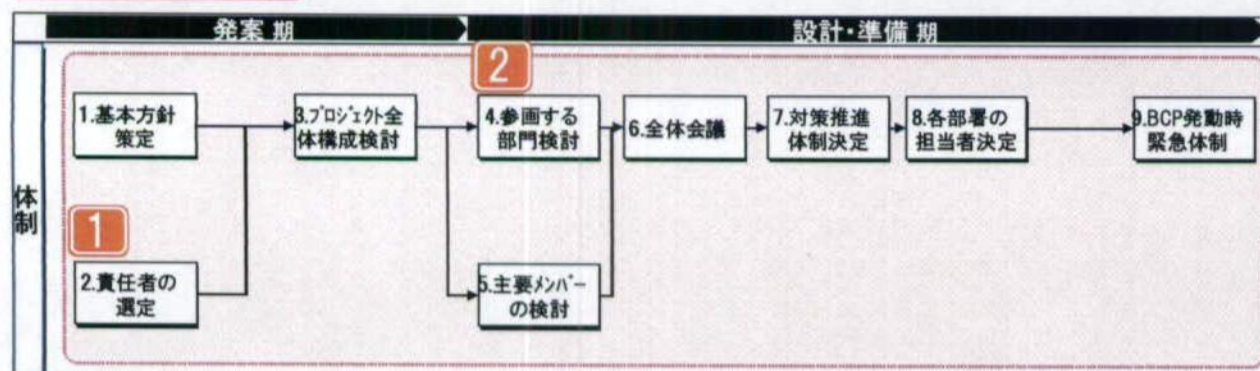 発案期
設計・準備期
体制
1
2
1.基本方針
策定
2.責任者の
選定
3.プロジェクト全
体構成検討
4.参画する
部門検討
5.主要メンバー
の検討
6.全体会議
7.対策推進
体制決定
8.各部署の
担当者決定
9.BCP発動時
緊急体制